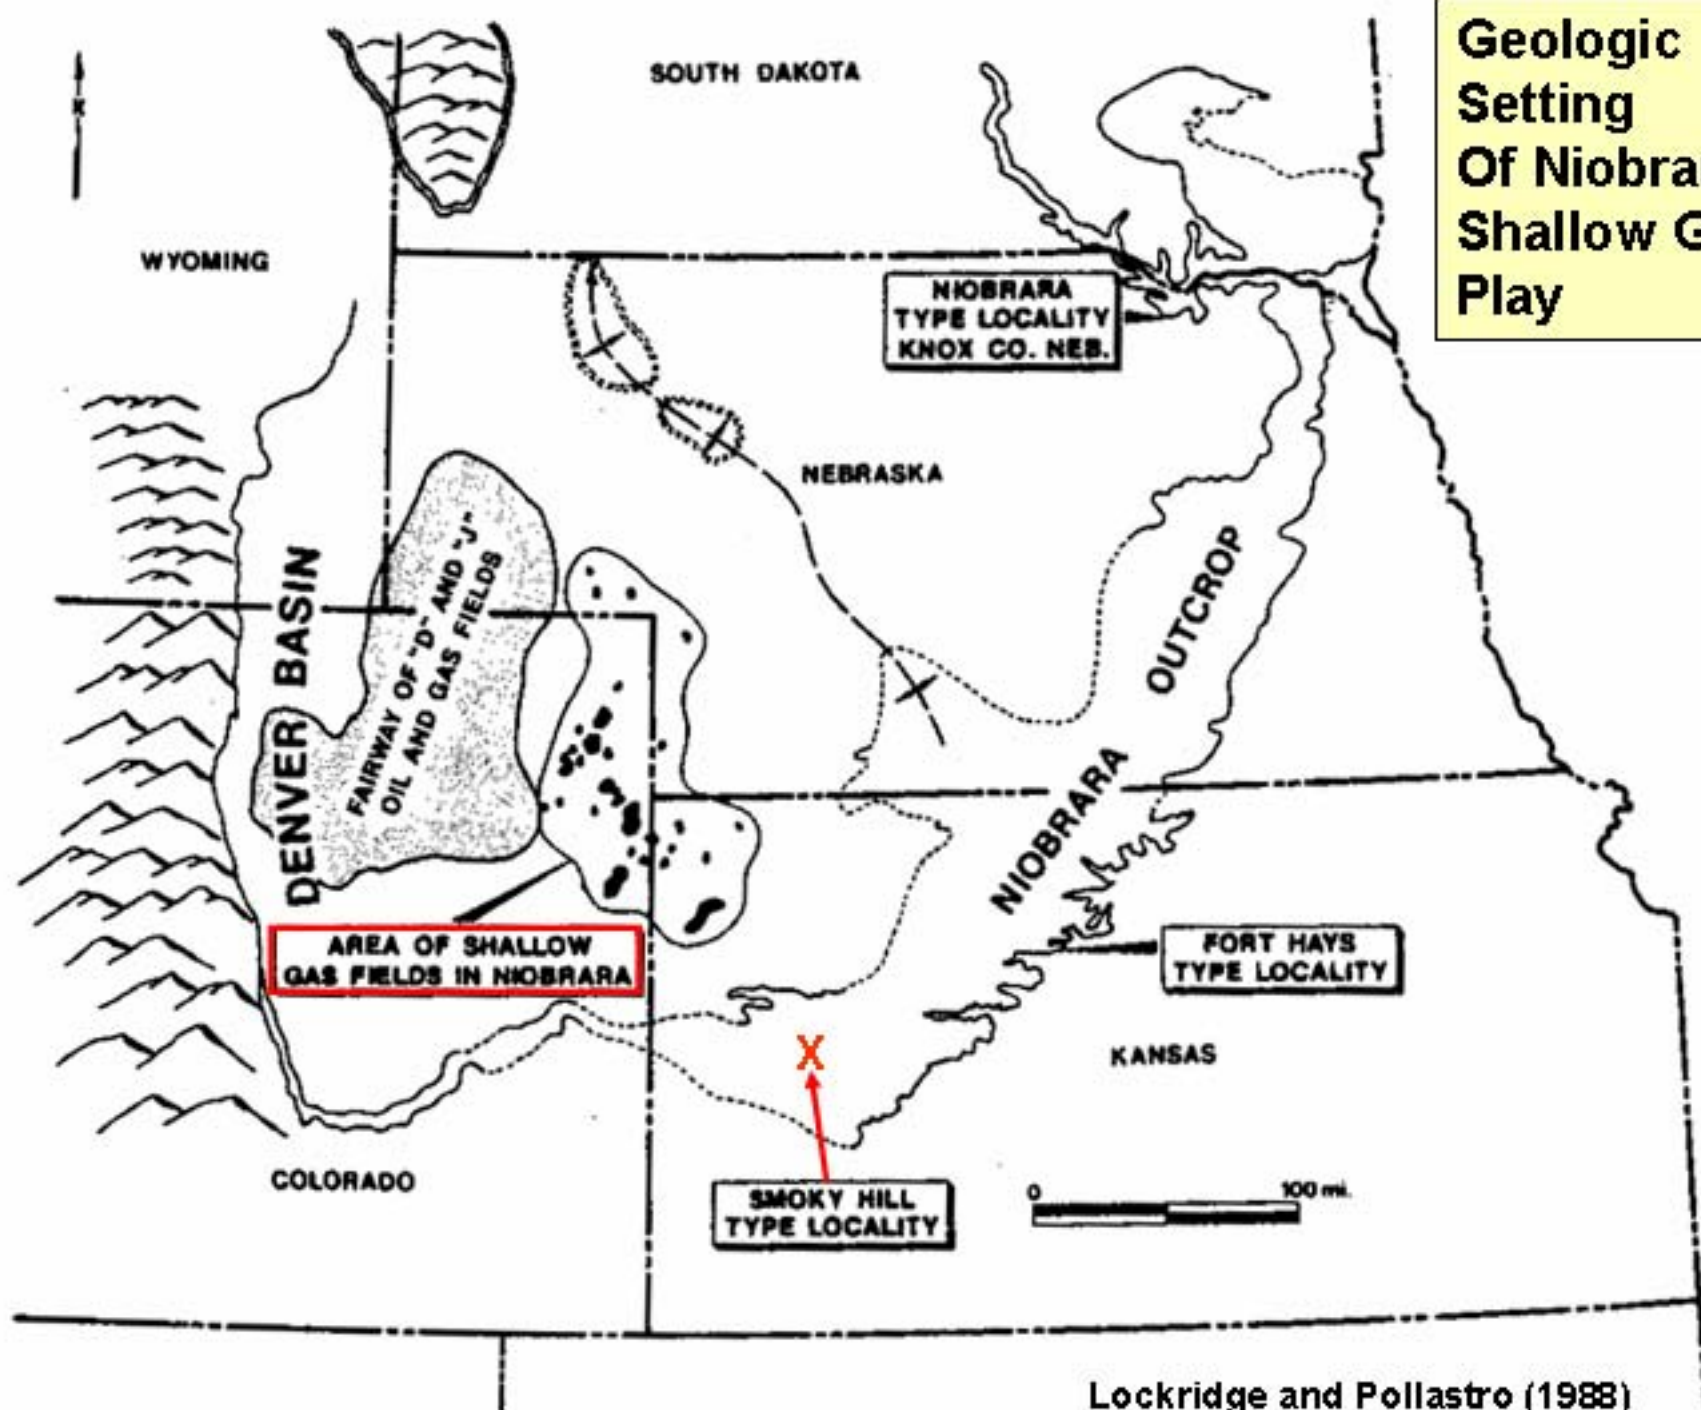 Geologic
Setting
Of Niobra
Shallow G
Play
SOUTH DAKOTA
WYOMING
NIOBRARA
TYPE LOCALITY
KNOX CO. NEB.
NEBRASKA
DENVER BASIN
FAIRWAY OF "D" AND "J"
OIL AND GAS FIELDS
NIOBRARA OUTCROP
AREA OF SHALLOW
GAS FIELDS IN NIOBRARA
FORT HAYS
TYPE LOCALITY
X
KANSAS
COLORADO
SMOKY HILL
TYPE LOCALITY
0 100 mi.
Lockridge and Pollastro (1988)